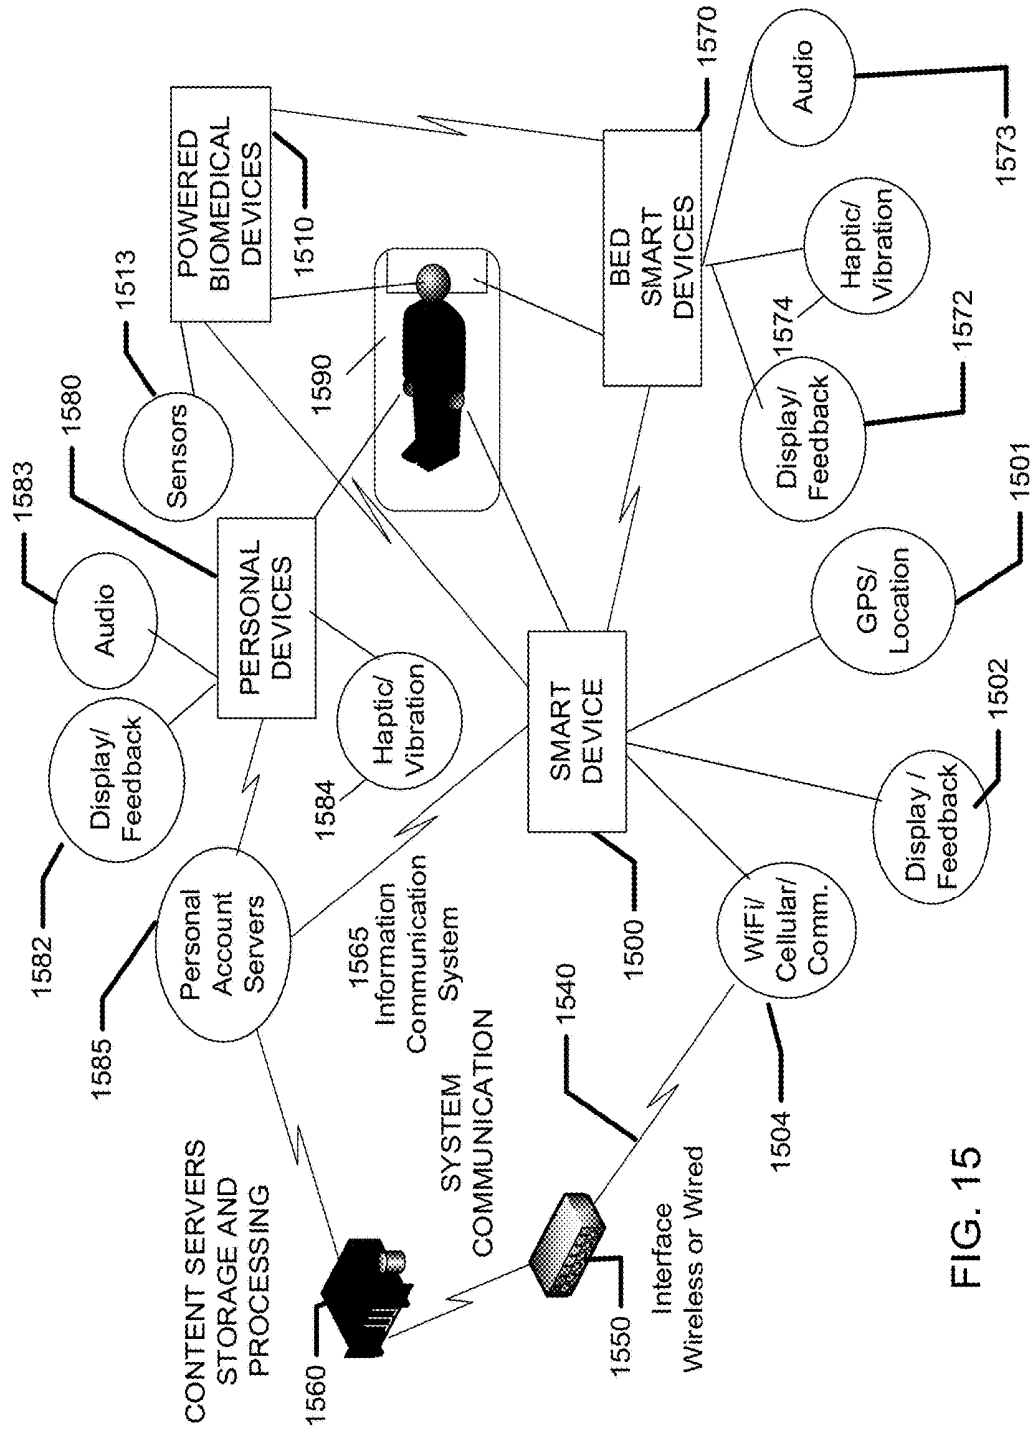 CONTENT SERVERS
STORAGE AND
PROCESSING
1560
SYSTEM
COMMUNICATION
1550
Interface
Wireless or Wired
1540
1585
Personal
Account
Servers
1565
Information
Communication
System
1582
Display/
Feedback
1583
Audio
1580
PERSONAL
DEVICES
1584
Haptic/
Vibration
1513
Sensors
POWERED
BIOMEDICAL
DEVICES
1510
1590
SMART
DEVICE
1500
1504
WiFi/
Cellular/
Comm.
Display /
Feedback
1502
GPS/
Location
1501
BED
SMART
DEVICES
1570
Display/
Feedback
1572
1574
Haptic/
Vibration
Audio
1573
FIG. 15